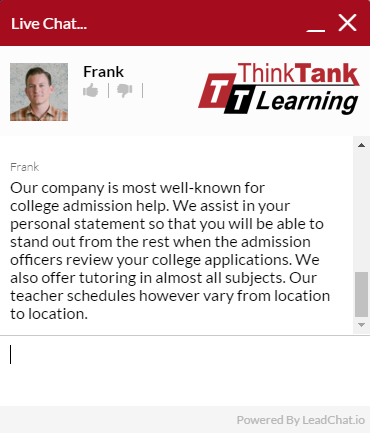 Live Chat...
Frank
ThinkTank
TT Learning
Frank
Our company is most well-known for
college admission help. We assist in your
personal statement so that you will be able to
stand out from the rest when the admission
officers review your college applications. We
also offer tutoring in almost all subjects. Our
teacher schedules however vary from location
to location.
Powered By LeadChat.io